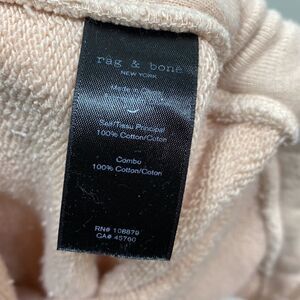 rag & bone
NEW YORK
Made in China
Self/Tissu Principal
100% Cotton/Coton
Combo
100% Cotton/Coton
RN# 108879
CA# 45760